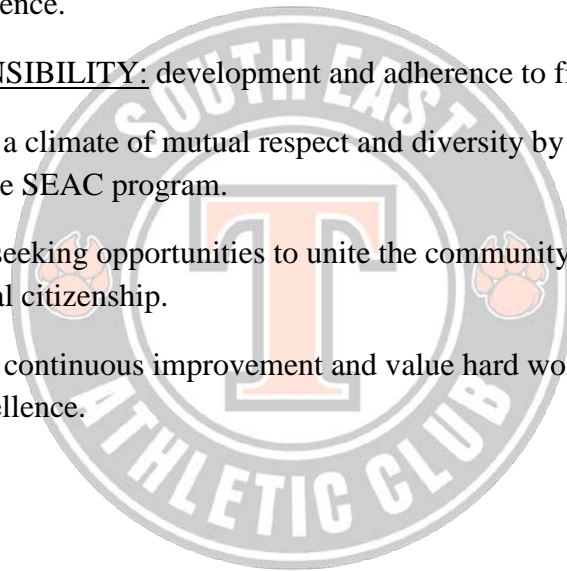 ence.
NSIBILITY: development and adherence to fi
a climate of mutual respect and diversity by
e SEAC program.
seeking opportunities to unite the community
al citizenship.
continuous improvement and value hard wo
ellence.
SOUTH EAST
T
ATHLETIC CLUB